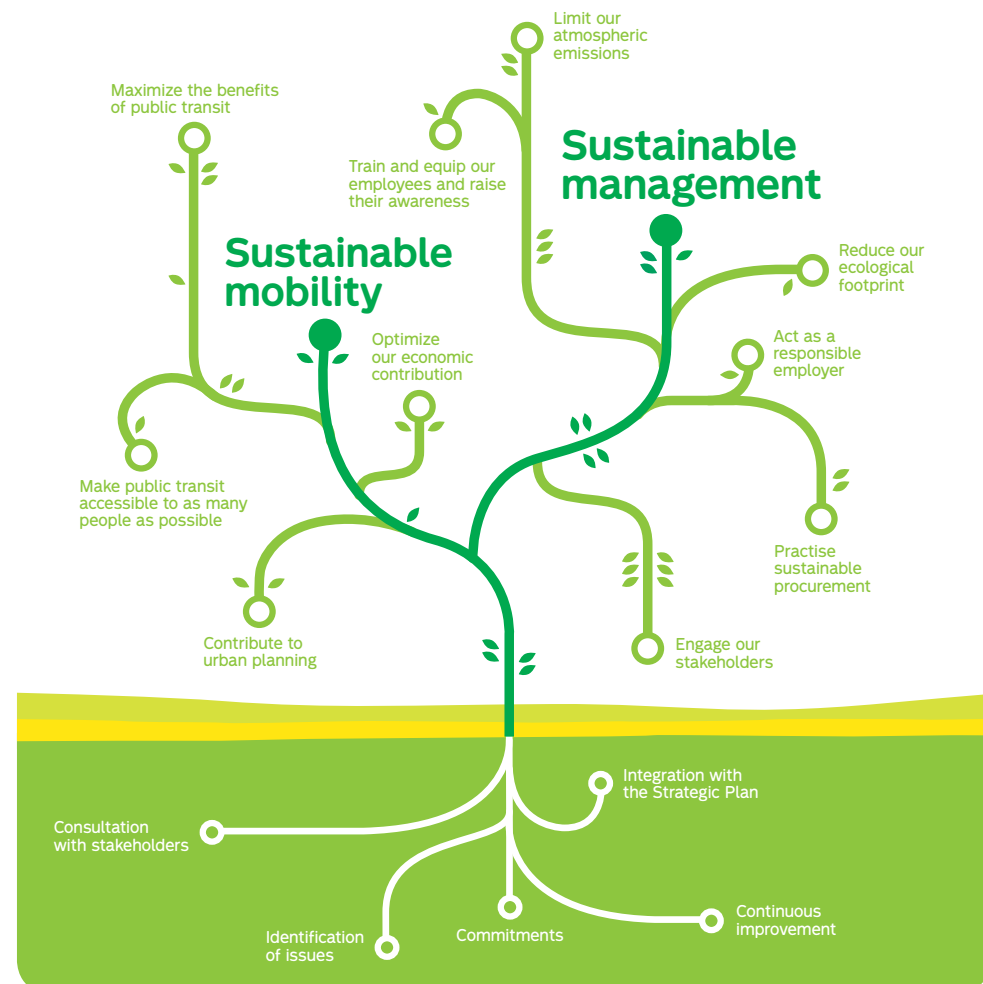 Limit our
atmospheric
emissions
Maximize the benefits
of public transit
Train and equip our
employees and raise
their awareness
Sustainable
management
Sustainable
mobility
Reduce our
ecological
footprint
Optimize
our economic
contribution
Act as a
responsible
employer
Make public transit
accessible to as many
people as possible
Practise
sustainable
procurement
Contribute to
urban planning
Engage our
stakeholders
Integration with
the Strategic Plan
Consultation
with stakeholders
Identification
of issues
Commitments
Continuous
improvement